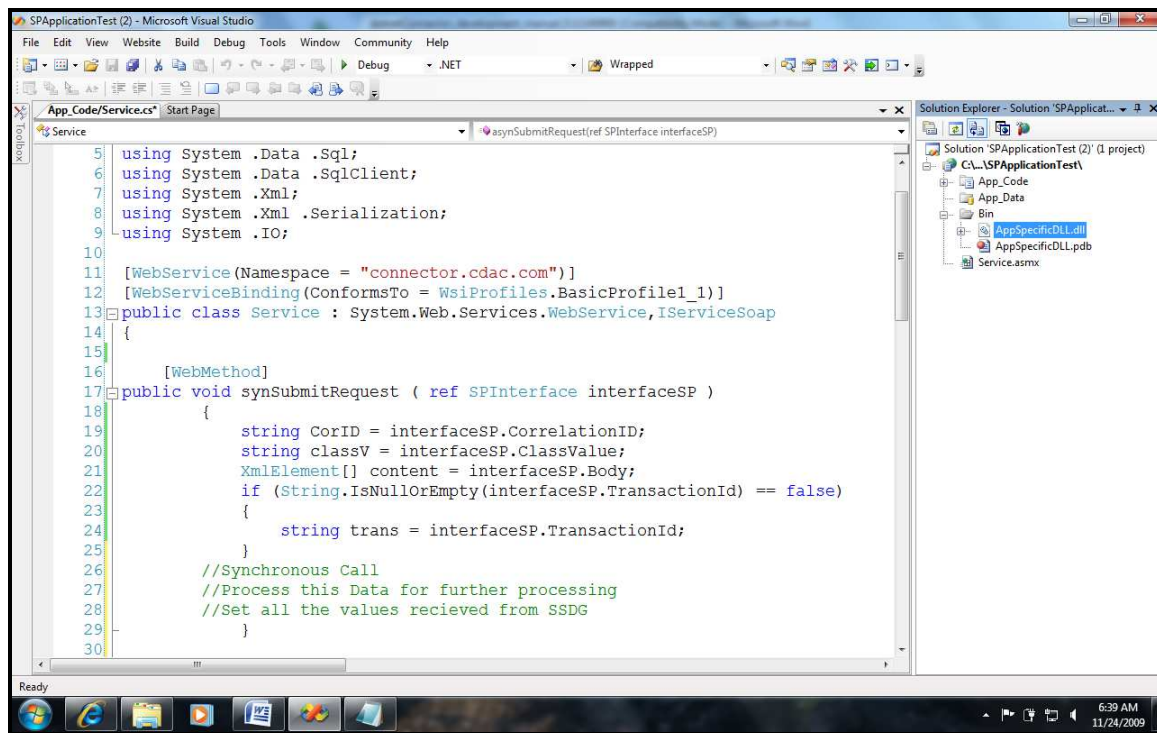 SPApplicationTest (2) - Microsoft Visual Studio
File Edit View Website Build Debug Tools Window Community Help
Debug .NET Wrapped
App_Code/Service.cs* Start Page
Toolbox
Service asynSubmitRequest(ref SPInterface interfaceSP)
5 using System .Data .Sql;
6 using System .Data .SqlClient;
7 using System .Xml;
8 using System .Xml .Serialization;
9 using System .IO;
10
11 [WebService(Namespace = "connector.cdac.com")]
12 [WebServiceBinding(ConformsTo = WsiProfiles.BasicProfile1_1)]
13 public class Service : System.Web.Services.WebService,IServiceSoap
14 {
15
16 [WebMethod]
17 public void synSubmitRequest ( ref SPInterface interfaceSP )
18 {
19 string CorID = interfaceSP.CorrelationID;
20 string classV = interfaceSP.ClassValue;
21 XmlElement[] content = interfaceSP.Body;
22 if (String.IsNullOrEmpty(interfaceSP.TransactionId) == false)
23 {
24 string trans = interfaceSP.TransactionId;
25 }
26 //Synchronous Call
27 //Process this Data for further processing
28 //Set all the values recieved from SSDG
29 }
30
Solution Explorer - Solution 'SPApplicat...
Solution 'SPApplicationTest (2)' (1 project)
C:\...\SPApplicationTest\
App_Code
App_Data
Bin
AppSpecificDLL.dll
AppSpecificDLL.pdb
Service.asmx
Ready
6:39 AM
11/24/2009